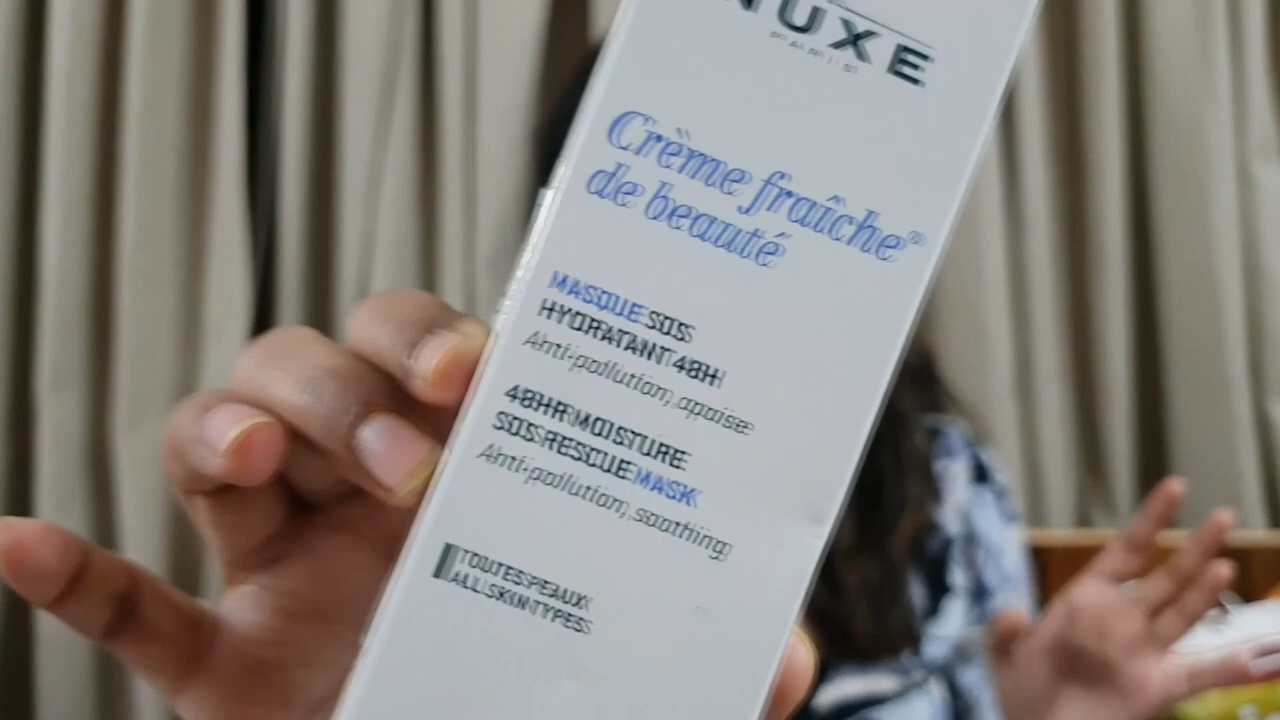 NUXE
PARIS
Crème fraîche®
de beauté
MASQUE SOS
HYDRATANT 48H
Anti-pollution, apaise
48HR MOISTURE
SOS RESCUE MASK
Anti-pollution, soothing
TOUTES PEAUX
ALL SKIN TYPES